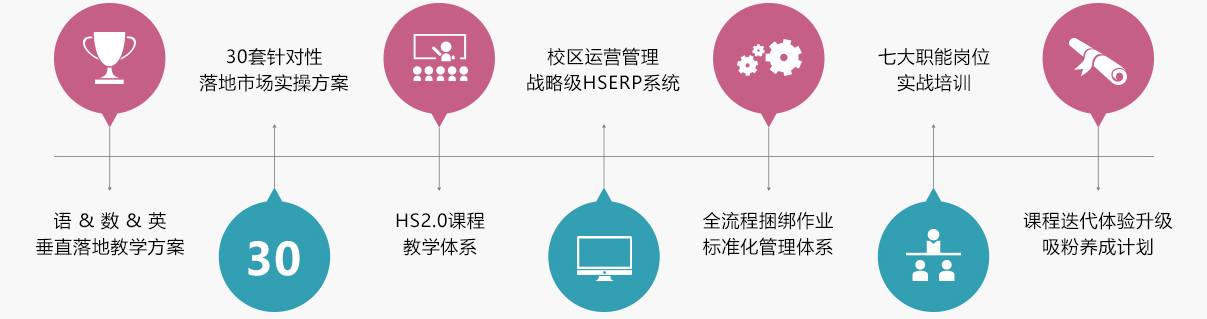 语 & 数 & 英
垂直落地教学方案
30套针对性
落地市场实操方案
30
HS2.0课程
教学体系
校区运营管理
战略级HSERP系统
全流程捆绑作业
标准化管理体系
七大职能岗位
实战培训
课程迭代体验升级
吸粉养成计划